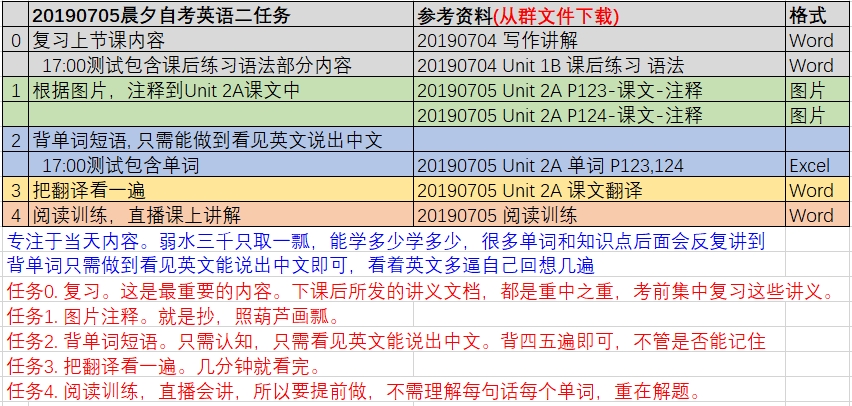 20190705晨夕自考英语二任务 参考资料(从群文件下载) 格式
0 复习上节课内容 20190704 写作讲解 Word
17:00测试包含课后练习语法部分内容 20190704 Unit 1B 课后练习 语法 Word
1 根据图片，注释到Unit 2A课文中 20190705 Unit 2A P123-课文-注释 图片
20190705 Unit 2A P124-课文-注释 图片
2 背单词短语, 只需能做到看见英文说出中文
17:00测试包含单词 20190705 Unit 2A 单词 P123,124 Excel
3 把翻译看一遍 20190705 Unit 2A 课文翻译 Word
4 阅读训练，直播课上讲解 20190705 阅读训练 Word
专注于当天内容。弱水三千只取一瓢，能学多少学多少，很多单词和知识点后面会反复讲到
背单词只需做到看见英文能说出中文即可，看着英文多逼自己回想几遍
任务0. 复习。这是最重要的内容。下课后所发的讲义文档，都是重中之重，考前集中复习这些讲义。
任务1. 图片注释。就是抄，照葫芦画瓢。
任务2. 背单词短语。只需认知，只需看见英文能说出中文。背四五遍即可，不管是否能记住
任务3. 把翻译看一遍。几分钟就看完。
任务4. 阅读训练，直播会讲，所以要提前做，不需理解每句话每个单词，重在解题。